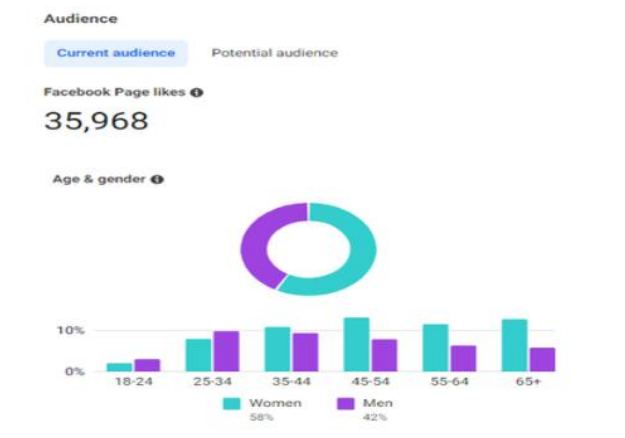 Audience
Current audience Potential audience
Facebook Page likes
35,968
Age & gender
10%
0%
18-24 25-34 35-44 45-54 55-64 65+
Women Men
58% 42%